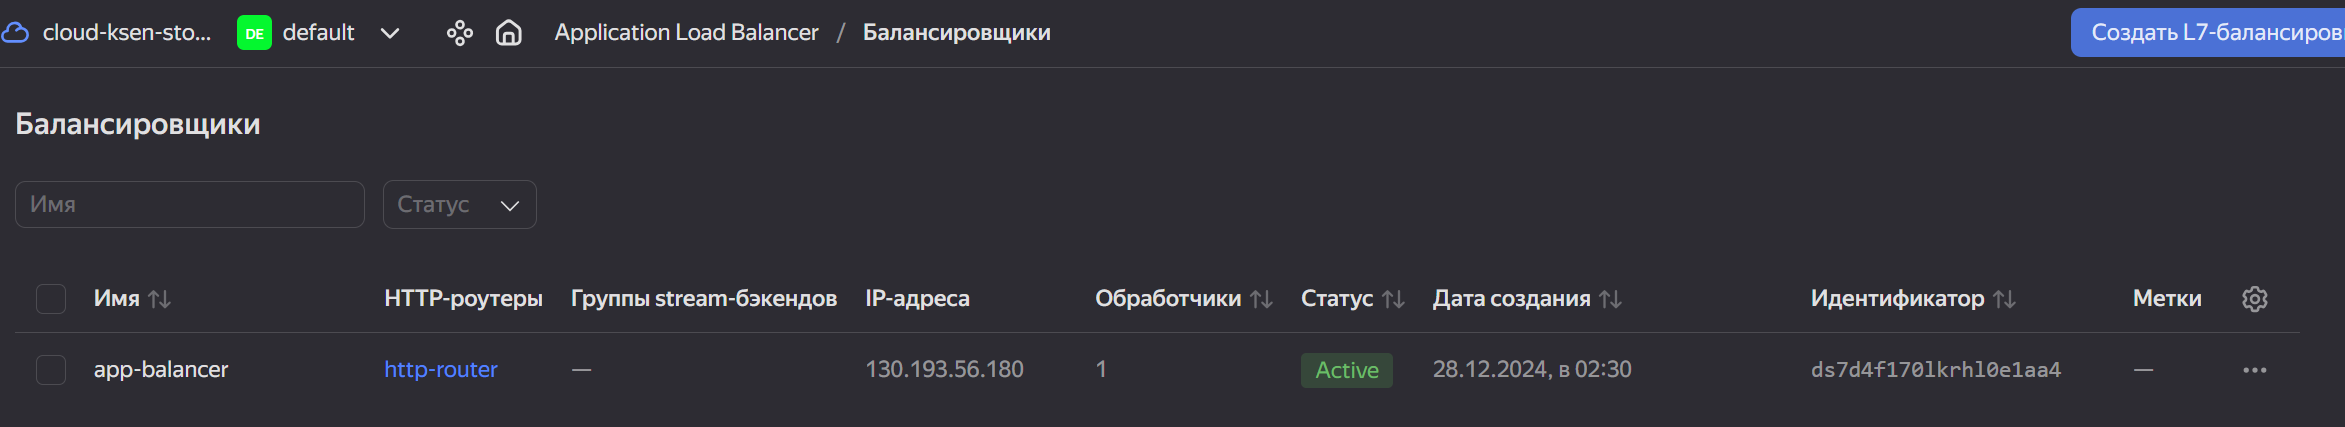 cloud-ksen-sto... DE default Application Load Balancer / Балансировщики Создать L7-балансиров
Балансировщики
Имя Статус
Имя HTTP-роутеры Группы stream-бэкендов IP-адреса Обработчики Статус Дата создания Идентификатор Метки
app-balancer http-router — 130.193.56.180 1 Active 28.12.2024, в 02:30 ds7d4f170lkrhl0e1aa4 —